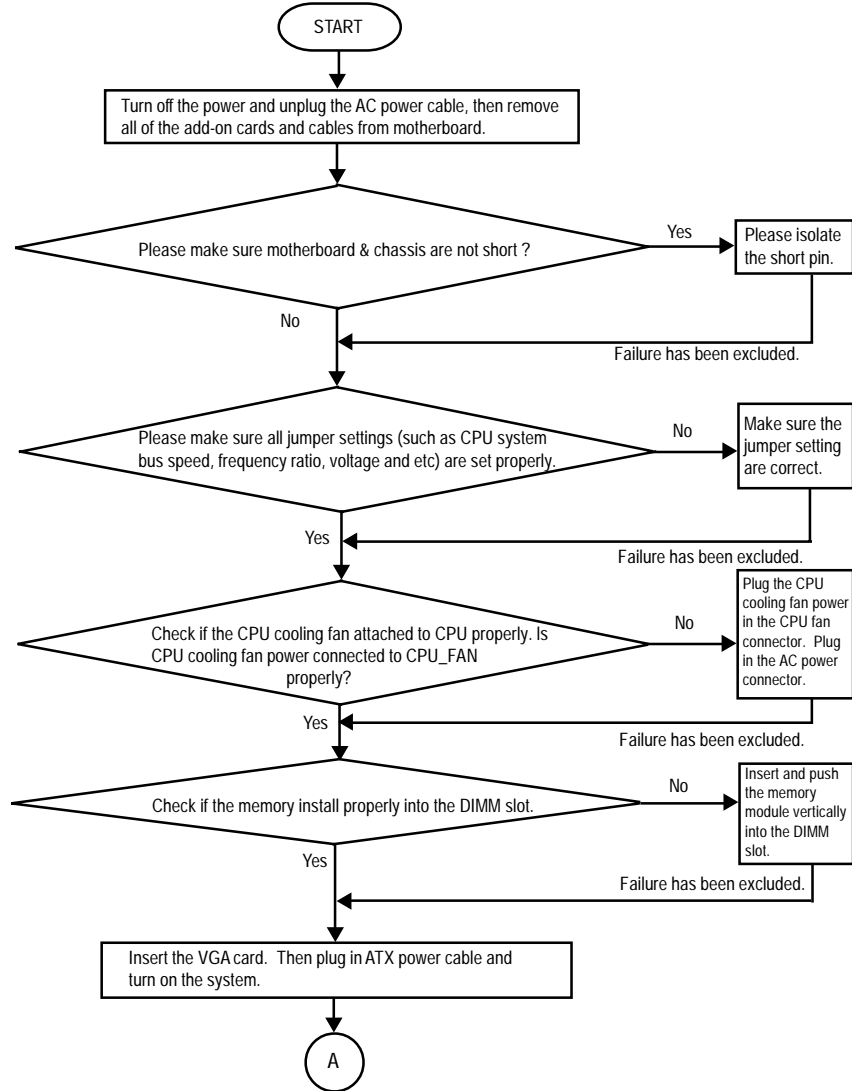 START
Turn off the power and unplug the AC power cable, then remove
all of the add-on cards and cables from motherboard.
Please make sure motherboard & chassis are not short ?
Yes
Please isolate
the short pin.
No
Failure has been excluded.
Please make sure all jumper settings (such as CPU system
bus speed, frequency ratio, voltage and etc) are set properly.
No
Make sure the
jumper setting
are correct.
Yes
Failure has been excluded.
Check if the CPU cooling fan attached to CPU properly. Is
CPU cooling fan power connected to CPU_FAN
properly?
No
Plug the CPU
cooling fan power
in the CPU fan
connector. Plug
in the AC power
connector.
Yes
Failure has been excluded.
Check if the memory install properly into the DIMM slot.
No
Insert and push
the memory
module vertically
into the DIMM
slot.
Yes
Failure has been excluded.
Insert the VGA card. Then plug in ATX power cable and
turn on the system.
A